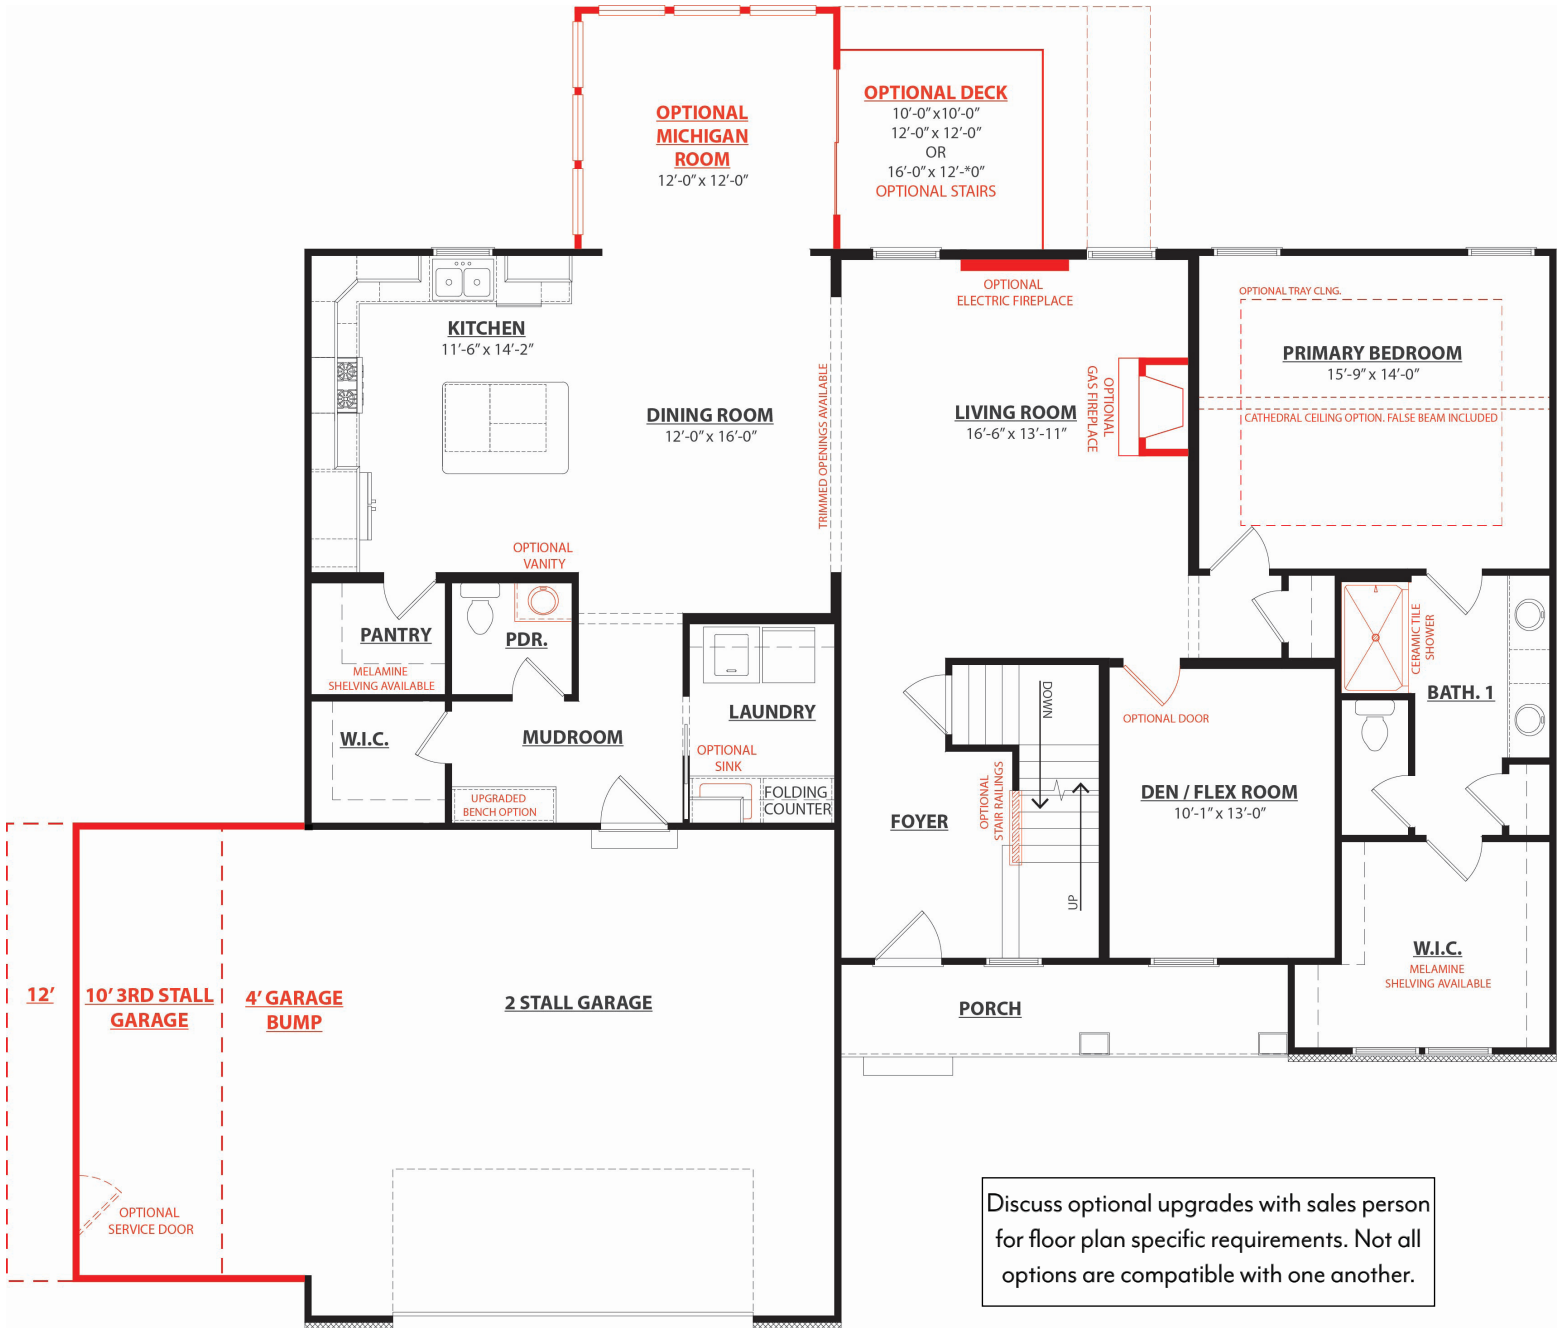 OPTIONAL
MICHIGAN
ROOM
12'-0" x 12'-0"
OPTIONAL DECK
10'-0" x10'-0"
12'-0" x 12'-0"
OR
16'-0" x 12'-*0"
OPTIONAL STAIRS
KITCHEN
11'-6" x 14'-2"
DINING ROOM
12'-0" x 16'-0"
TRIMMED OPENINGS AVAILABLE
OPTIONAL
ELECTRIC FIREPLACE
LIVING ROOM
16'-6" x 13'-11"
OPTIONAL
GAS FIREPLACE
OPTIONAL TRAY CLNG.
PRIMARY BEDROOM
15'-9" x 14'-0"
CATHEDRAL CEILING OPTION. FALSE BEAM INCLUDED
OPTIONAL
VANITY
PANTRY
MELAMINE
SHELVING AVAILABLE
PDR.
W.I.C.
MUDROOM
UPGRADED
BENCH OPTION
LAUNDRY
OPTIONAL
SINK
FOLDING
COUNTER
DOWN
OPTIONAL
STAIR RAILINGS
UP
FOYER
OPTIONAL DOOR
DEN / FLEX ROOM
10'-1" x 13'-0"
CERAMIC TILE
SHOWER
BATH. 1
W.I.C.
MELAMINE
SHELVING AVAILABLE
PORCH
12'
10' 3RD STALL
GARAGE
4' GARAGE
BUMP
2 STALL GARAGE
OPTIONAL
SERVICE DOOR
Discuss optional upgrades with sales person
for floor plan specific requirements. Not all
options are compatible with one another.